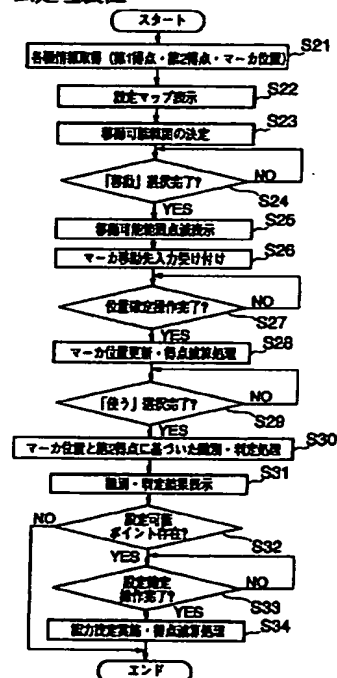 スタート
各種情報取得（第1得点・第2得点・マーカ位置）
S21
設定マップ表示
S22
移動可能範囲の決定
S23
「移動」選択完了?
NO
S24
YES
移動可能範囲点滅表示
S25
マーカ移動先入力受け付け
S26
位置確定操作完了?
NO
S27
YES
マーカ位置更新・得点減算処理
S28
「使う」選択完了?
NO
S29
YES
マーカ位置と第2得点に基づいた識別・判定処理
S30
識別・判定結果表示
S31
NO
設定可能
ポイント存在?
S32
YES
設定確定
操作完了?
NO
S33
YES
能力設定実施・得点減算処理
S34
エンド